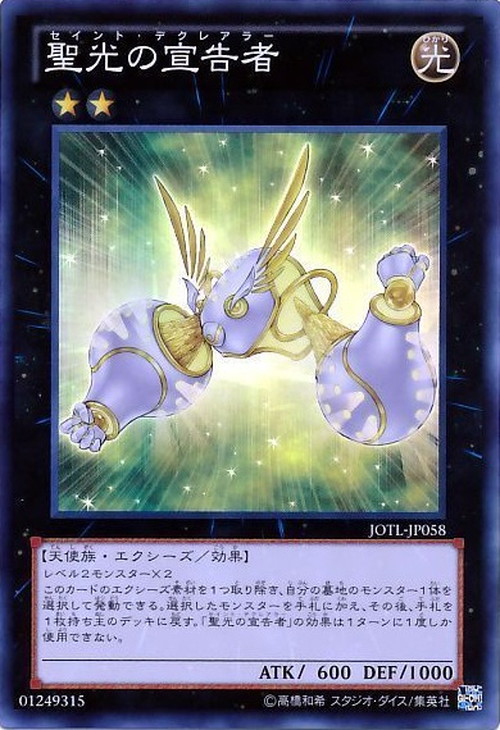 セイント・デクレアラー
聖光の宣告者
ひかり
光
JOTL-JP058
【天使族・エクシーズ/効果】
レベル2モンスター×2
このカードのエクシーズ素材を1つ取り除き、自分の墓地のモンスター1体を
選択して発動できる。選択したモンスターを手札に加え、その後、手札を
1枚持ち主のデッキに戻す。「聖光の宣告者」の効果は1ターンに1度しか
使用できない。
ATK/ 600 DEF/1000
01249315
©高橋和希 スタジオ・ダイス/集英社